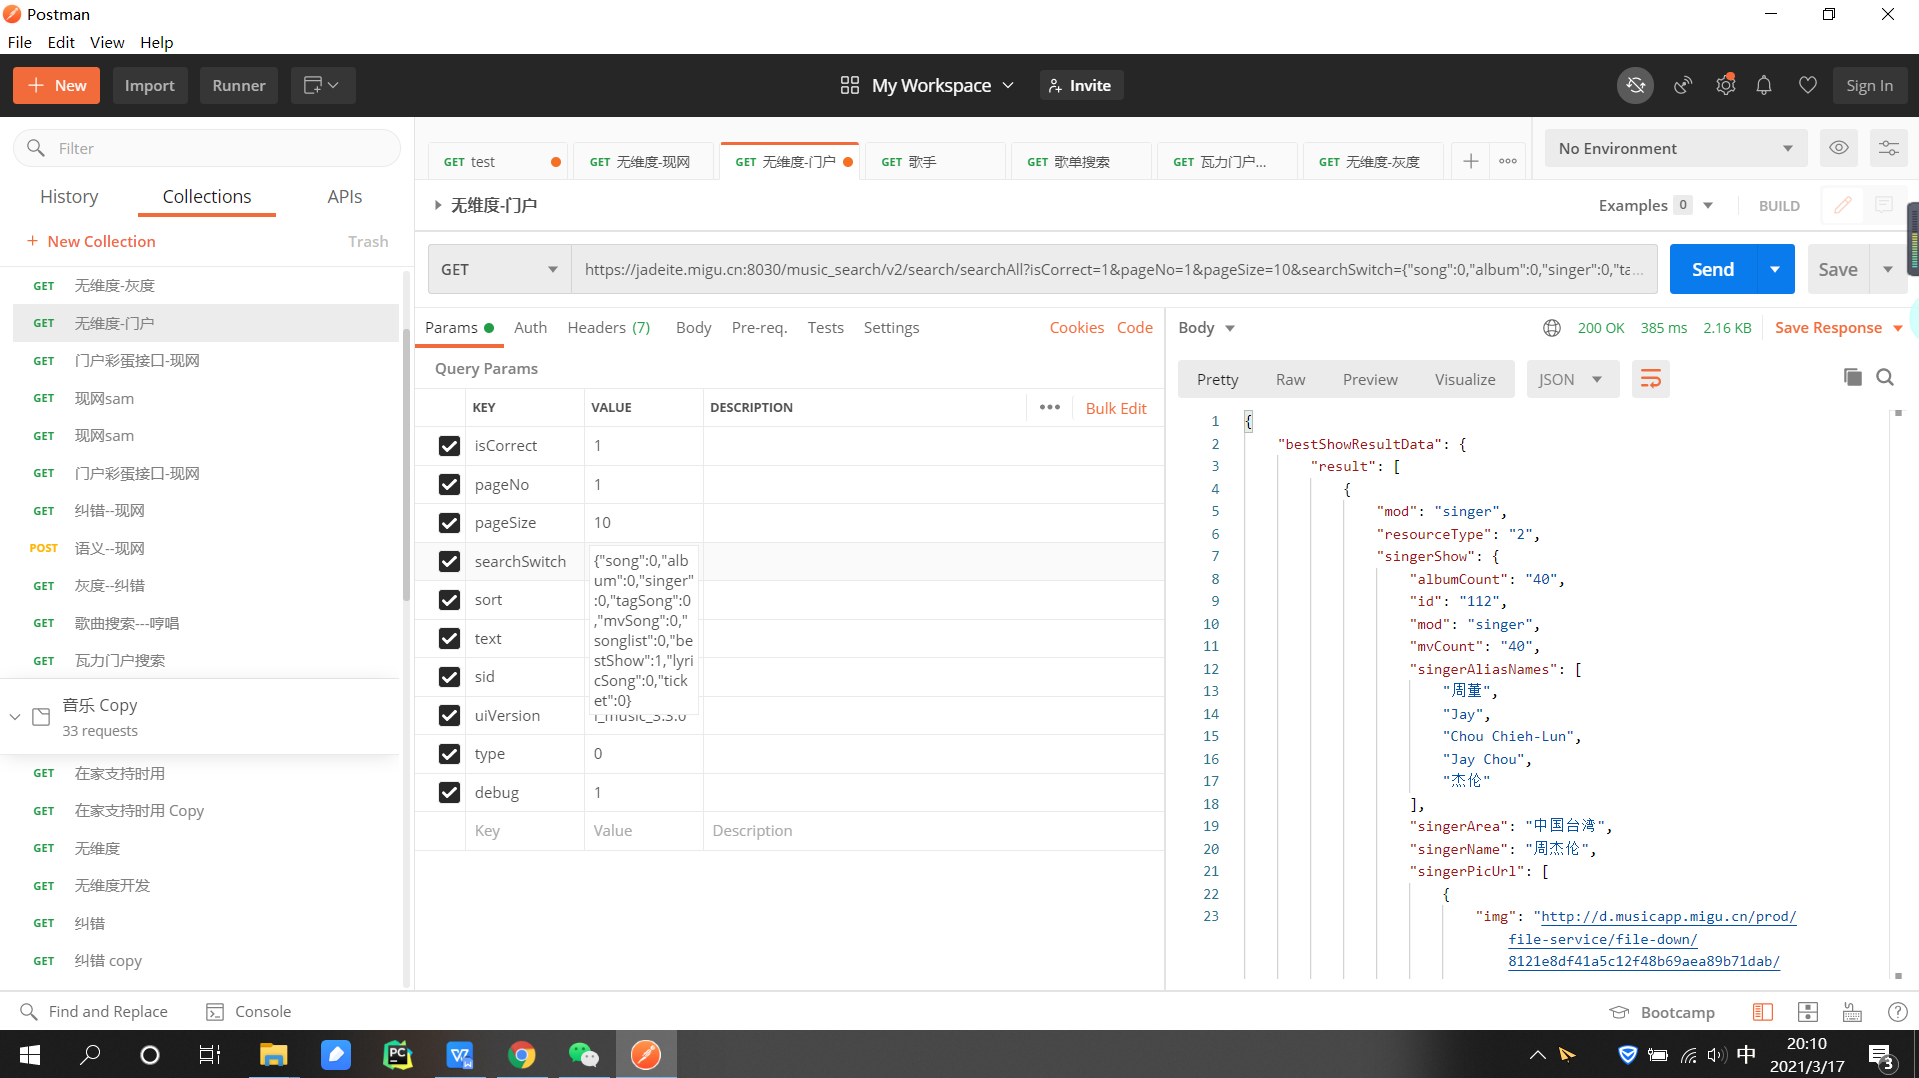 Postman
File Edit View Help
New Import Runner My Workspace Invite Sign In
Filter
History Collections APIs
+ New Collection Trash
GET 无维度-灰度
GET 无维度-门户
GET 门户彩蛋接口-现网
GET 现网sam
GET 现网sam
GET 门户彩蛋接口-现网
GET 纠错--现网
POST 语义--现网
GET 灰度--纠错
GET 歌曲搜索---哼唱
GET 瓦力门户搜索
音乐 Copy
33 requests
GET 在家支持时用
GET 在家支持时用 Copy
GET 无维度
GET 无维度开发
GET 纠错
GET 纠错 copy
GET test GET 无维度-现网 GET 无维度-门户 GET 歌手 GET 歌单搜索 GET 瓦力门户... GET 无维度-灰度
No Environment
无维度-门户 Examples 0 BUILD
GET https://jadeite.migu.cn:8030/music_search/v2/search/searchAll?isCorrect=1&pageNo=1&pageSize=10&searchSwitch={"song":0,"album":0,"singer":0,"ta... Send Save
Params Auth Headers (7) Body Pre-req. Tests Settings Cookies Code
Query Params
KEY VALUE DESCRIPTION Bulk Edit
isCorrect 1
pageNo 1
pageSize 10
searchSwitch {"song":0,"alb
um":0,"singer"
:0,"tagSong":0
,"mvSong":0,"
songlist":0,"be
stShow":1,"lyri
cSong":0,"tick
et":0}
sort
text
sid
uiVersion
type 0
debug 1
Key Value Description
Body 200 OK 385 ms 2.16 KB Save Response
Pretty Raw Preview Visualize JSON
1 {
2 "bestShowResultData": {
3 "result": [
4 {
5 "mod": "singer",
6 "resourceType": "2",
7 "singerShow": {
8 "albumCount": "40",
9 "id": "112",
10 "mod": "singer",
11 "mvCount": "40",
12 "singerAliasNames": [
13 "周董",
14 "Jay",
15 "Chou Chieh-Lun",
16 "Jay Chou",
17 "杰伦"
18 ],
19 "singerArea": "中国台湾",
20 "singerName": "周杰伦",
21 "singerPicUrl": [
22 {
23 "img": "http://d.musicapp.migu.cn/prod/
file-service/file-down/
8121e8df41a5c12f48b69aea89b71dab/
Find and Replace Console Bootcamp
中 20:10
2021/3/17 3